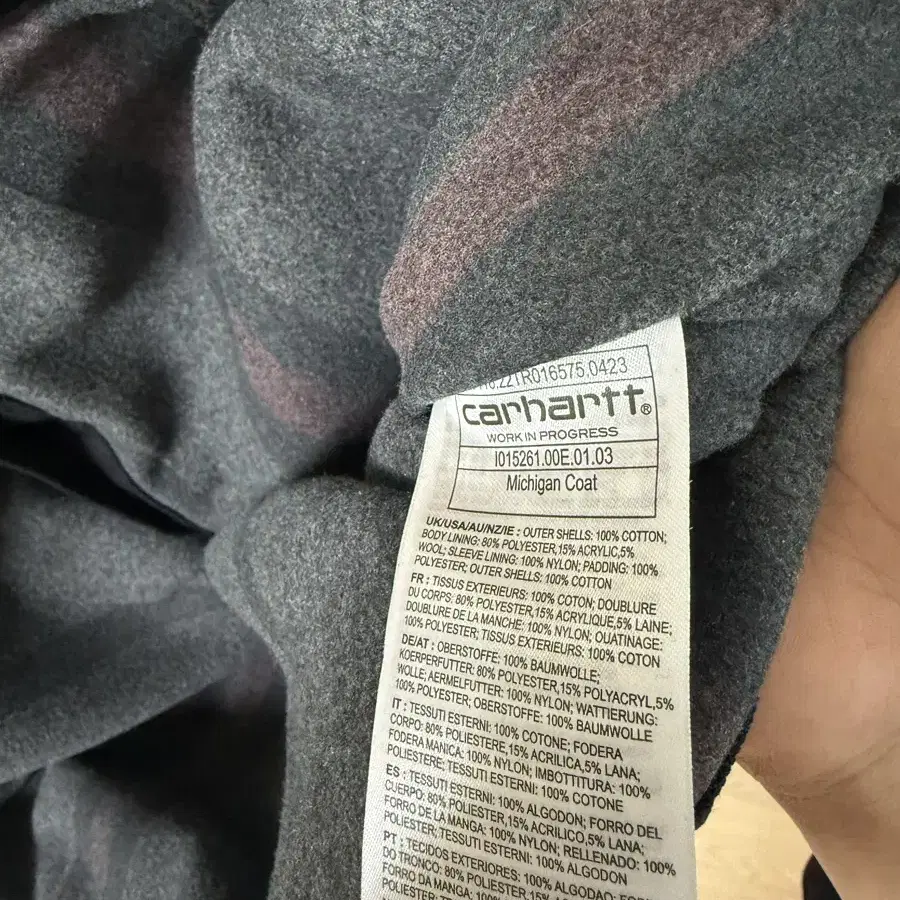 221R016575.0423
carhartt®
WORK IN PROGRESS
I015261.00E.01.03
Michigan Coat
UK/USA/AU/NZ/IE : OUTER SHELLS: 100% COTTON;
BODY LINING: 80% POLYESTER,15% ACRYLIC,5%
WOOL; SLEEVE LINING: 100% NYLON; PADDING: 100%
POLYESTER; OUTER SHELLS: 100% COTTON
FR : TISSUS EXTERIEURS: 100% COTON; DOUBLURE
DU CORPS: 80% POLYESTER,15% ACRYLIQUE,5% LAINE;
DOUBLURE DE LA MANCHE: 100% NYLON; OUATINAGE:
100% POLYESTER; TISSUS EXTERIEURS: 100% COTON
DE/AT : OBERSTOFFE: 100% BAUMWOLLE;
KOERPERFUTTER: 80% POLYESTER,15% POLYACRYL,5%
WOLLE; AERMELFUTTER: 100% NYLON; WATTIERUNG:
100% POLYESTER; OBERSTOFFE: 100% BAUMWOLLE
IT : TESSUTI ESTERNI: 100% COTONE; FODERA
CORPO: 80% POLIESTERE,15% ACRILICA,5% LANA;
FODERA MANICA: 100% NYLON; IMBOTTITURA: 100%
POLIESTERE; TESSUTI ESTERNI: 100% COTONE
ES : TESSUTI ESTERNI: 100% ALGODON; FORRO DEL
CUERPO: 80% POLIESTER,15% ACRILICO,5% LANA;
FORRO DE LA MANGA: 100% NYLON; RELLENADO: 100%
POLIESTER; TESSUTI ESTERNI: 100% ALGODON
PT : TECIDOS EXTERIORES: 100% ALGODAO; FORRO
DO TRONCO: 80% POLIESTER,15% ACRILICO,5%
FORRO DA MANGA: 100% NYLON;